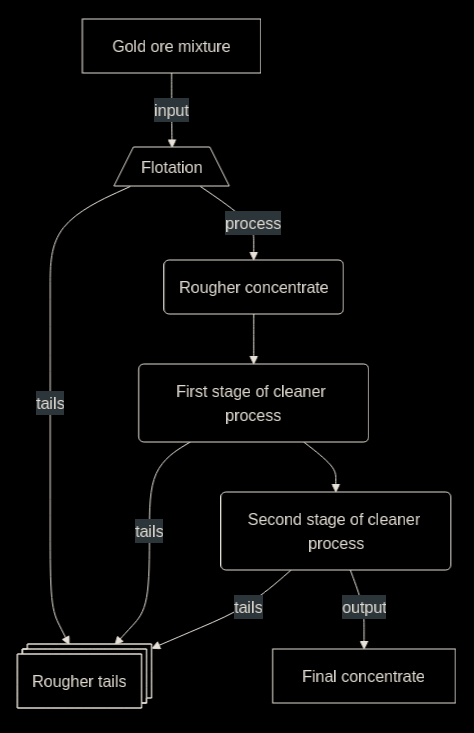 Gold ore mixture
input
Flotation
process
Rougher concentrate
First stage of cleaner
process
tails
Second stage of cleaner
process
tails
tails
output
Rougher tails
Final concentrate